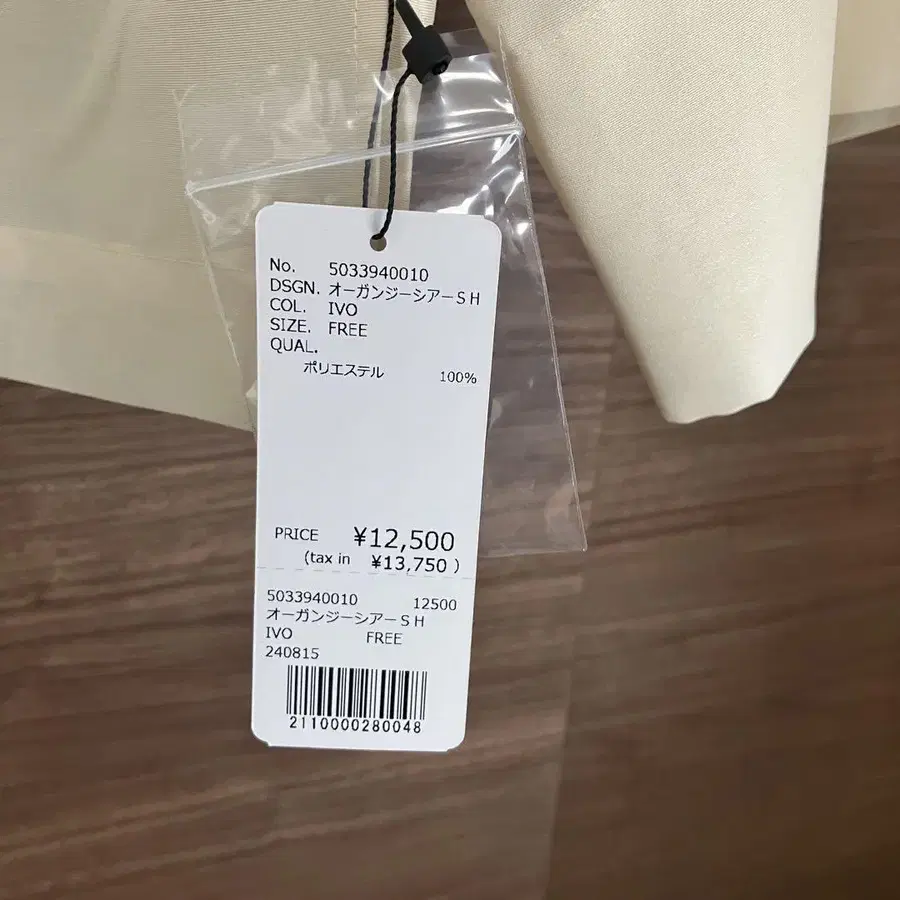 No. 5033940010
DSGN. オーガンジーシアーＳＨ
COL. IVO
SIZE. FREE
QUAL.
ポリエステル 100%
PRICE ¥12,500
(tax in ¥13,750 )
5033940010 12500
オーガンジーシアーＳＨ
IVO FREE
240815
2110000280048